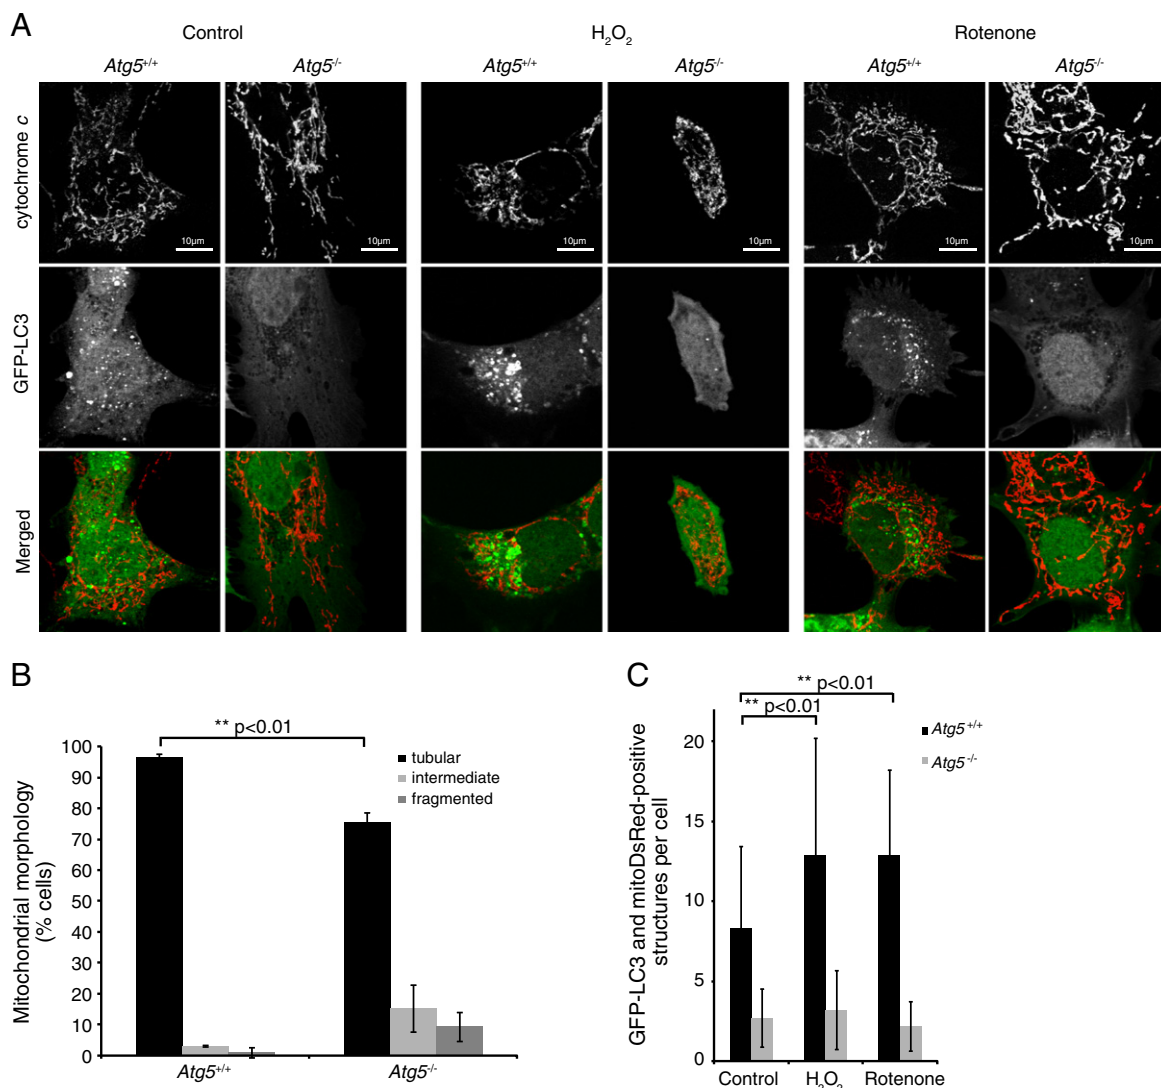 A
Control
H₂O₂
Rotenone
Atg5+/+
Atg5-/-
Atg5+/+
Atg5-/-
Atg5+/+
Atg5-/-
cytochrome c
10µm
10µm
10µm
10µm
10µm
10µm
GFP-LC3
Merged
B
** p<0.01
Mitochondrial morphology
(% cells)
100
90
80
70
60
50
40
30
20
10
0
tubular
intermediate
fragmented
Atg5+/+
Atg5-/-
C
** p<0.01
** p<0.01
GFP-LC3 and mitoDsRed-positive
structures per cell
20
15
10
5
0
Atg5+/+
Atg5-/-
Control
H₂O₂
Rotenone